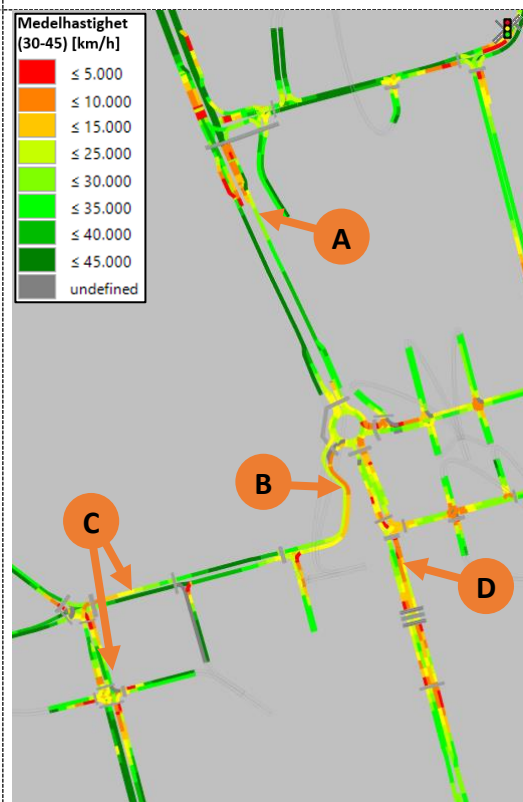 Medelhastighet
(30-45) [km/h]
≤ 5.000
≤ 10.000
≤ 15.000
≤ 25.000
≤ 30.000
≤ 35.000
≤ 40.000
≤ 45.000
undefined
A
B
C
D